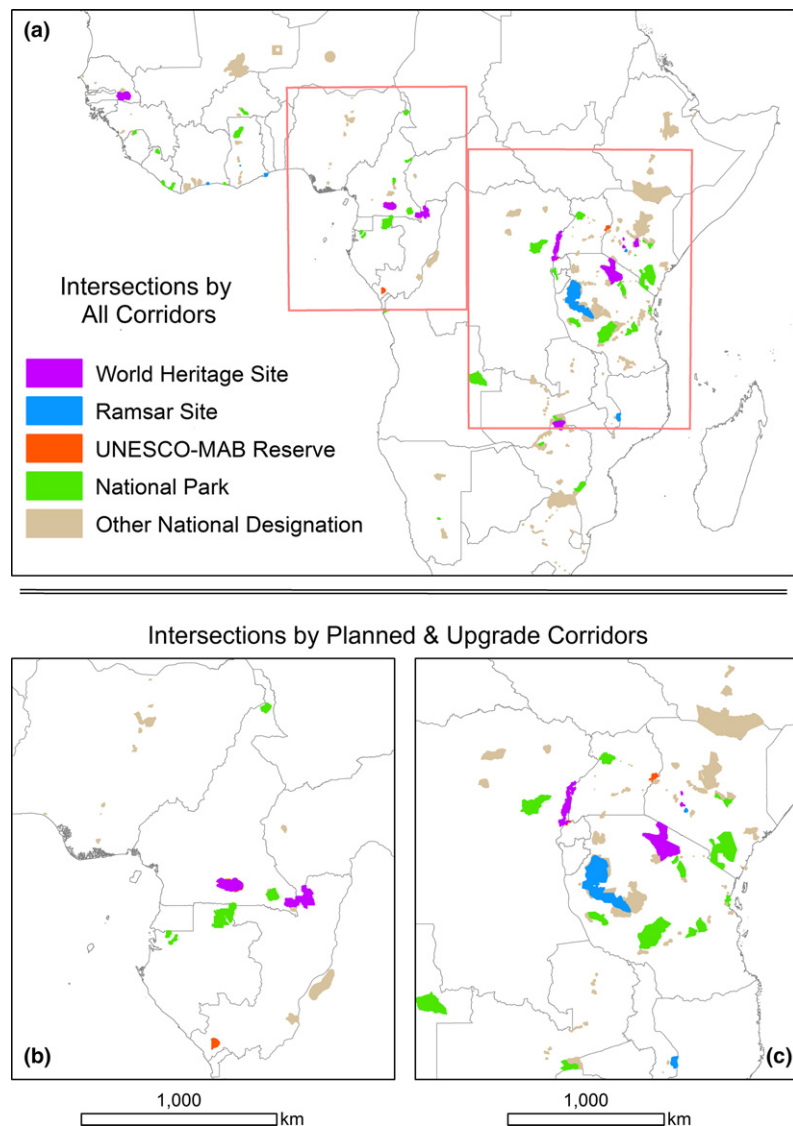 (a)
Intersections by
All Corridors
World Heritage Site
Ramsar Site
UNESCO-MAB Reserve
National Park
Other National Designation
Intersections by Planned & Upgrade Corridors
(b)
(c)
1,000
km
1,000
km